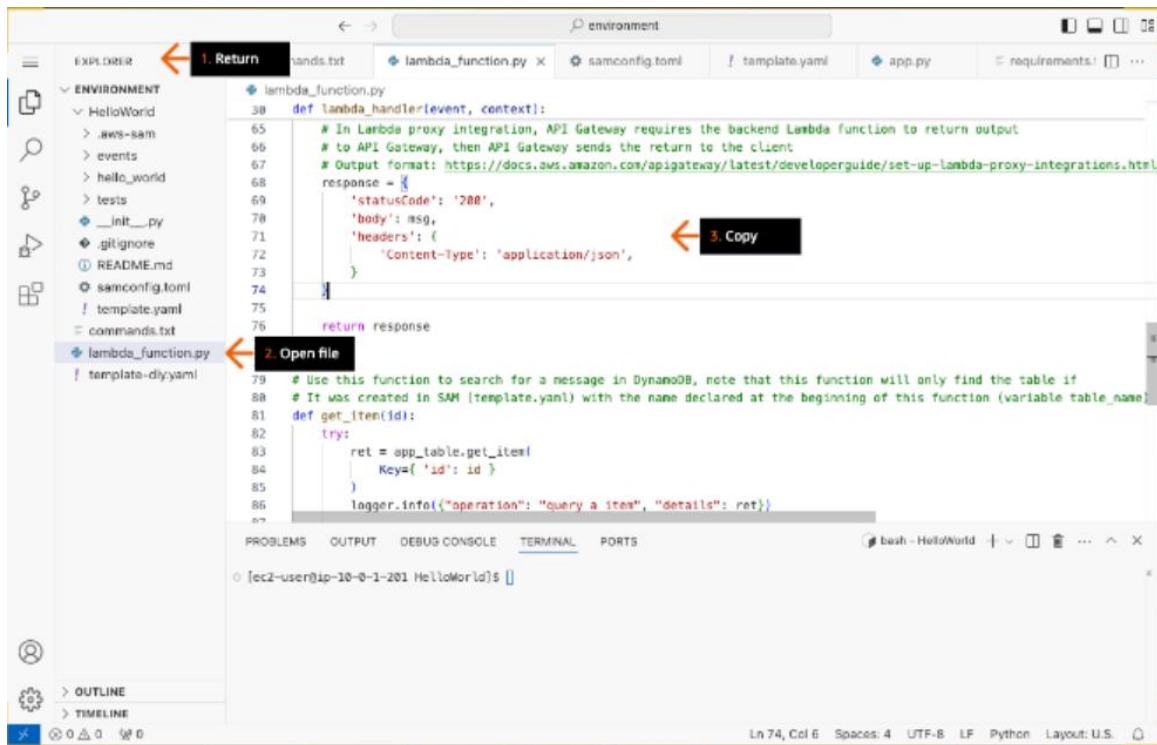 environment
EXPLORER
1. Return
ands.txt
lambda_function.py ×
samconfig.toml
template.yaml
app.py
requirements.t
ENVIRONMENT
HelloWorld
.aws-sam
events
hello_world
tests
__init__.py
.gitignore
README.md
samconfig.toml
template.yaml
commands.txt
lambda_function.py
template-diy.yaml
2. Open file
3. Copy
lambda_function.py
30 def lambda_handler(event, context):
65 # In Lambda proxy integration, API Gateway requires the backend Lambda function to return output
66 # to API Gateway, then API Gateway sends the return to the client
67 # Output format: https://docs.aws.amazon.com/apigateway/latest/developerguide/set-up-lambda-proxy-integrations.html
68 response = {
69 'statusCode': '200',
70 'body': msg,
71 'headers': {
72 'Content-Type': 'application/json',
73 }
74 }
75
76 return response
79 # Use this function to search for a message in DynamoDB, note that this function will only find the table if
80 # It was created in SAM (template.yaml) with the name declared at the beginning of this function (variable table_name)
81 def get_item(id):
82 try:
83 ret = app_table.get_item(
84 Key={ 'id': id }
85 )
86 logger.info({"operation": "query a item", "details": ret})
87
PROBLEMS OUTPUT DEBUG CONSOLE TERMINAL PORTS
bash - HelloWorld
[ec2-user@ip-10-0-1-201 HelloWorld]$
OUTLINE
TIMELINE
0 0 0
Ln 74, Col 6 Spaces: 4 UTF-8 LF Python Layout: U.S.